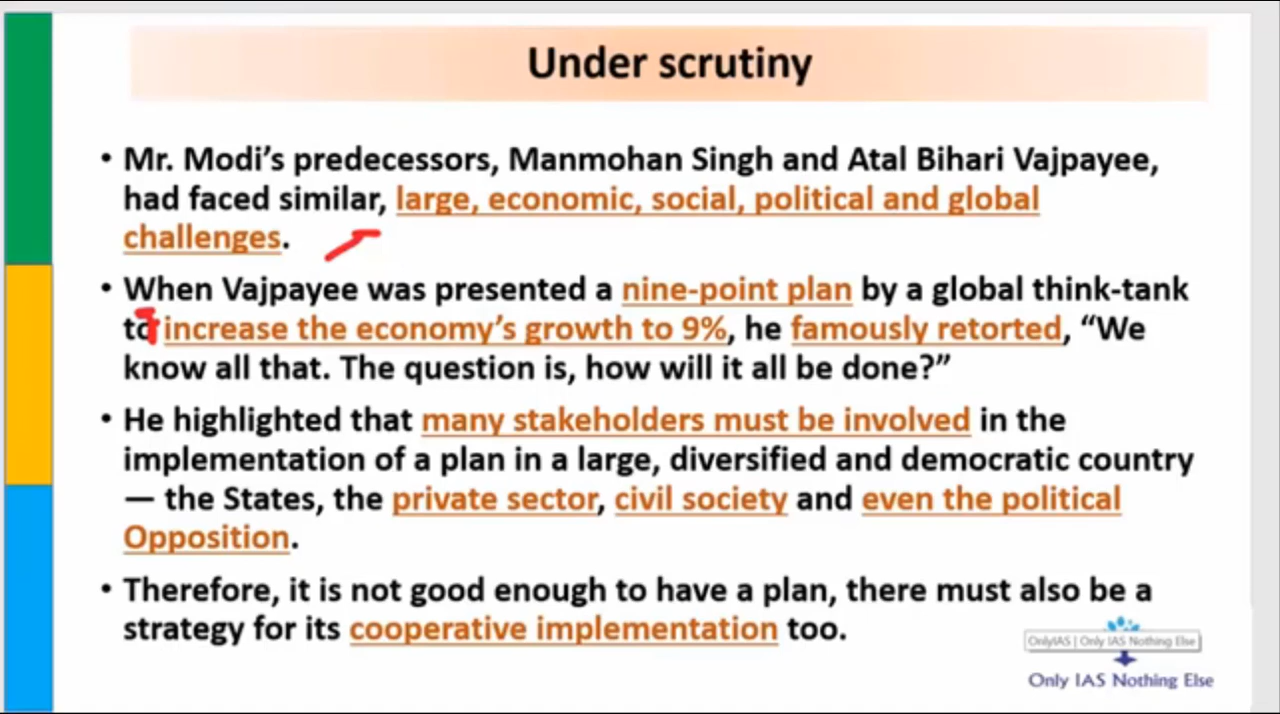 Under scrutiny
• Mr. Modi's predecessors, Manmohan Singh and Atal Bihari Vajpayee,
had faced similar, large, economic, social, political and global
challenges.
• When Vajpayee was presented a nine-point plan by a global think-tank
to increase the economy's growth to 9%, he famously retorted, “We
know all that. The question is, how will it all be done?”
• He highlighted that many stakeholders must be involved in the
implementation of a plan in a large, diversified and democratic country
— the States, the private sector, civil society and even the political
Opposition.
• Therefore, it is not good enough to have a plan, there must also be a
strategy for its cooperative implementation too.
OnlyIAS | Only IAS Nothing Else
Only IAS Nothing Else